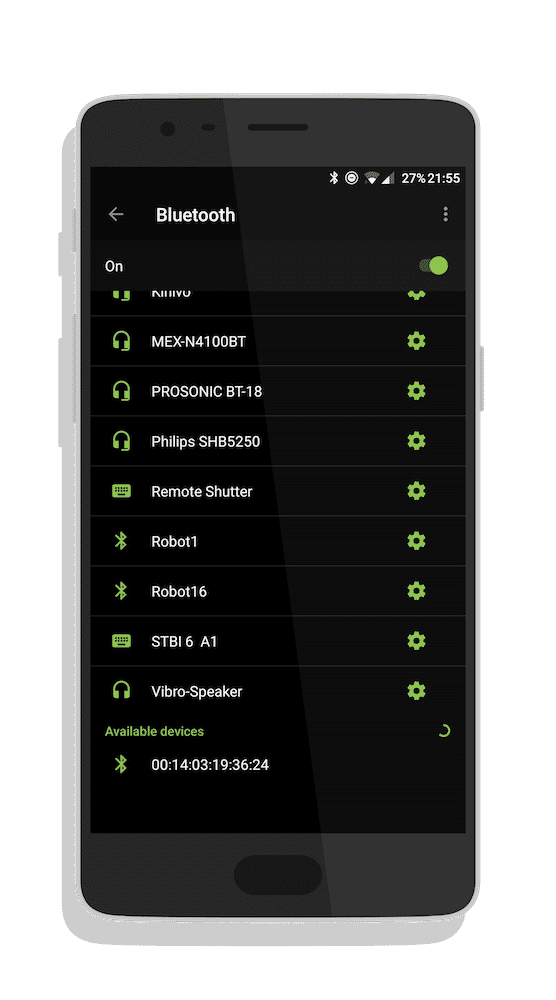 27% 21:55
Bluetooth
On
Kinivo
MEX-N4100BT
PROSONIC BT-18
Philips SHB5250
Remote Shutter
Robot1
Robot16
STBI 6  A1
Vibro-Speaker
Available devices
00:14:03:19:36:24